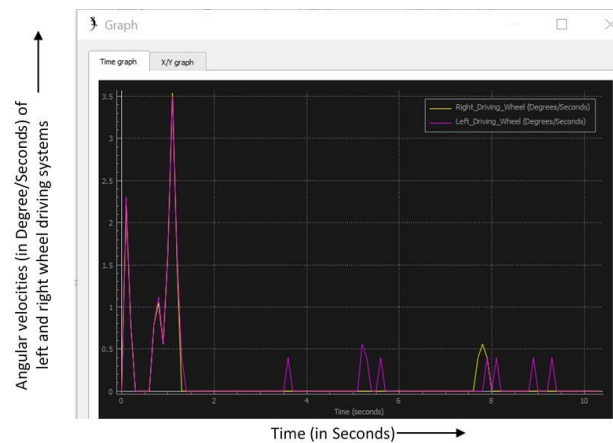 Graph
Time graph
X/Y graph
Angular velocities (in Degree/Seconds) of
left and right wheel driving systems
3.5
3
2.5
2
1.5
1
0.5
0
Right_Driving_Wheel (Degrees/Seconds)
Left_Driving_Wheel (Degrees/Seconds)
0
2
4
6
8
10
Time (seconds)
Time (in Seconds)